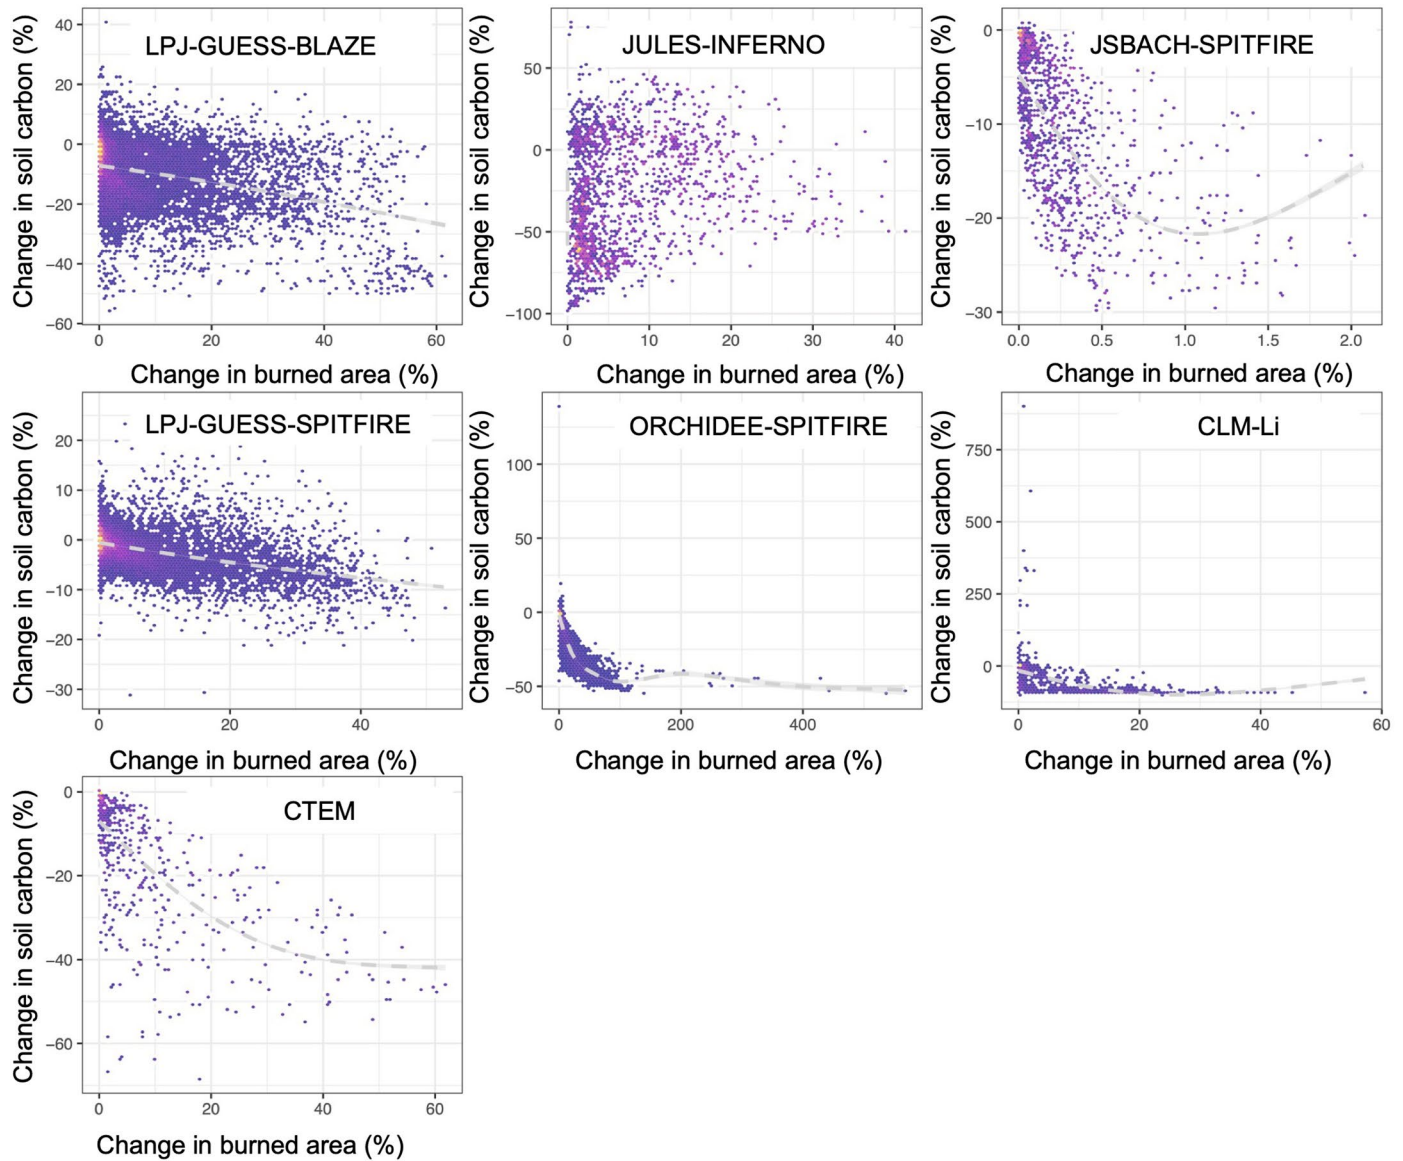 LPJ-GUESS-BLAZE
Change in soil carbon (%)
40
20
0
−20
−40
−60
0 20 40 60
Change in burned area (%)
JULES-INFERNO
Change in soil carbon (%)
50
0
−50
−100
0 10 20 30 40
Change in burned area (%)
JSBACH-SPITFIRE
Change in soil carbon (%)
0
−10
−20
−30
0.0 0.5 1.0 1.5 2.0
Change in burned area (%)
LPJ-GUESS-SPITFIRE
Change in soil carbon (%)
20
10
0
−10
−20
−30
0 20 40
Change in burned area (%)
ORCHIDEE-SPITFIRE
Change in soil carbon (%)
100
50
0
−50
0 200 400
Change in burned area (%)
CLM-Li
Change in soil carbon (%)
750
500
250
0
0 20 40 60
Change in burned area (%)
CTEM
Change in soil carbon (%)
0
−20
−40
−60
0 20 40 60
Change in burned area (%)